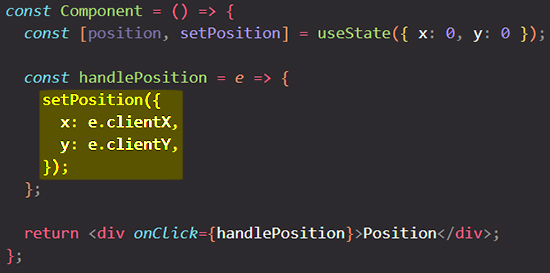 const Component = () => {
const [position, setPosition] = useState({ x: 0, y: 0 });
const handlePosition = e => {
setPosition({
x: e.clientX,
y: e.clientY,
});
};
return <div onClick={handlePosition}>Position</div>;
};